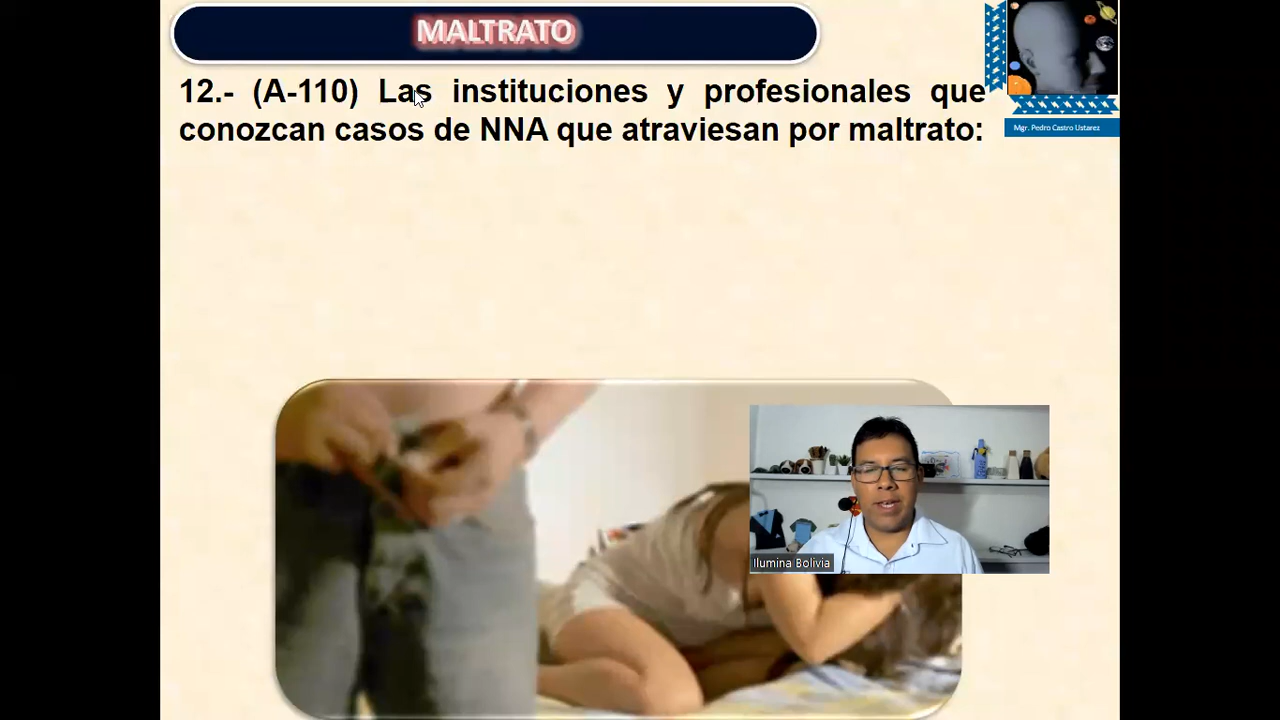 MALTRATO
12.- (A-110) Las instituciones y profesionales que
conozcan casos de NNA que atraviesan por maltrato:
Mgr. Pedro Castro Ustarez
Ilumina Bolivia